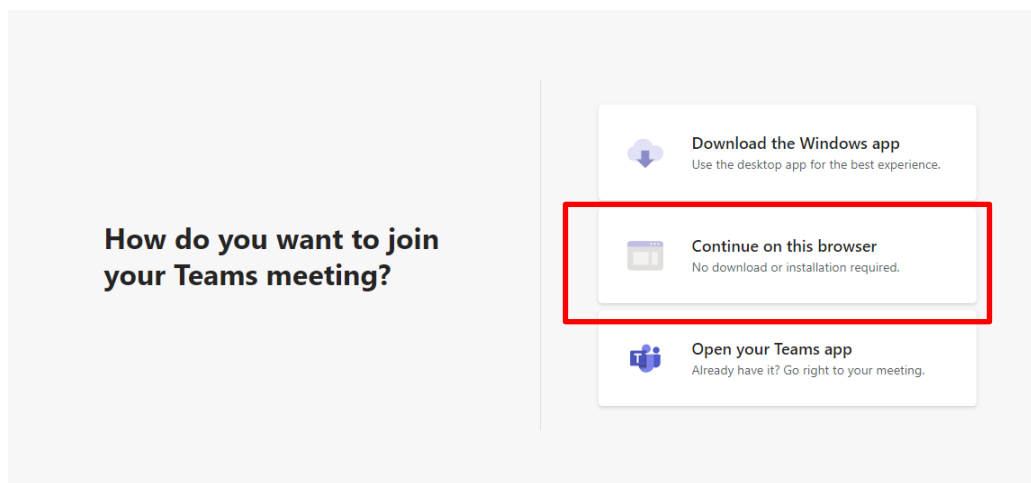 How do you want to join
your Teams meeting?
Download the Windows app
Use the desktop app for the best experience.
Continue on this browser
No download or installation required.
Open your Teams app
Already have it? Go right to your meeting.